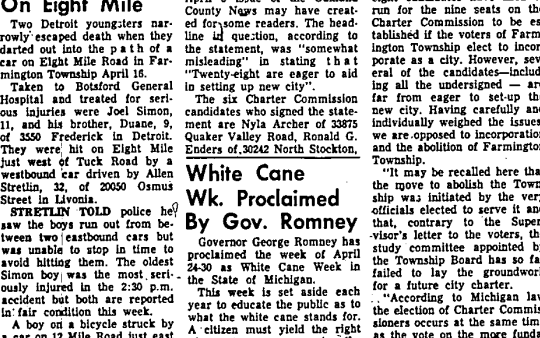 On Eight Mile
Two Detroit youngsters nar-
rowly escaped death when they
darted out into the path of a
car on Eight Mile Road in Far-
mington Township April 16.
Taken to Botsford General
Hospital and treated for seri-
ous injuries were Joel Simon,
11, and his brother, Duane, 9,
of 3550 Frederick in Detroit.
They were hit on Eight Mile
just west of Tuck Road by a
westbound car driven by Allen
Stretlin, 32, of 20050 Osmus
Street in Livonia.
STRETLIN TOLD police he
saw the boys run out from be-
tween two eastbound cars but
was unable to stop in time to
avoid hitting them. The oldest
Simon boy was the most seri-
ously injured in the 2:30 p.m.
accident but both are reported
in fair condition this week.
A boy on a bicycle struck by
a car on 12 Mile Road just east
County News may have creat-
ed for some readers. The head-
line in question, according to
the statement, was "somewhat
misleading" in stating that
"Twenty-eight are eager to aid
in setting up new city".
The six Charter Commission
candidates who signed the state-
ment are Nyla Archer of 33875
Quaker Valley Road, Ronald G.
Enders of 30242 North Stockton,
White Cane
Wk. Proclaimed
By Gov. Romney
Governor George Romney has
proclaimed the week of April
24-30 as White Cane Week in
the State of Michigan.
This week is set aside each
year to educate the public as to
what the white cane stands for.
A citizen must yield the right
run for the nine seats on the
Charter Commission to be es
tablished if the voters of Farm
ington Township elect to incor
porate as a city. However, sev
eral of the candidates—includ
ing all the undersigned — are
far from eager to set-up the
new city. Having carefully and
individually weighed the issues
we are opposed to incorporation
and the abolition of Farmington
Township.
"It may be recalled here tha
the move to abolish the Town
ship was initiated by the very
officials elected to serve it and
that, contrary to the Super
visor's letter to the voters, th
study committee appointed b
the Township Board has so fa
failed to lay the groundwor
for a future city charter.
"According to Michigan law
the election of Charter Commis
sioners occurs at the same tim
as the vote on the more funda